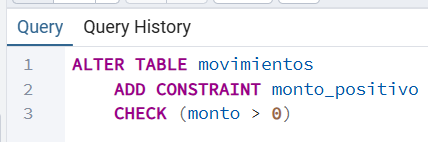 Query Query History
1 ALTER TABLE movimientos
2 ADD CONSTRAINT monto_positivo
3 CHECK (monto > 0)